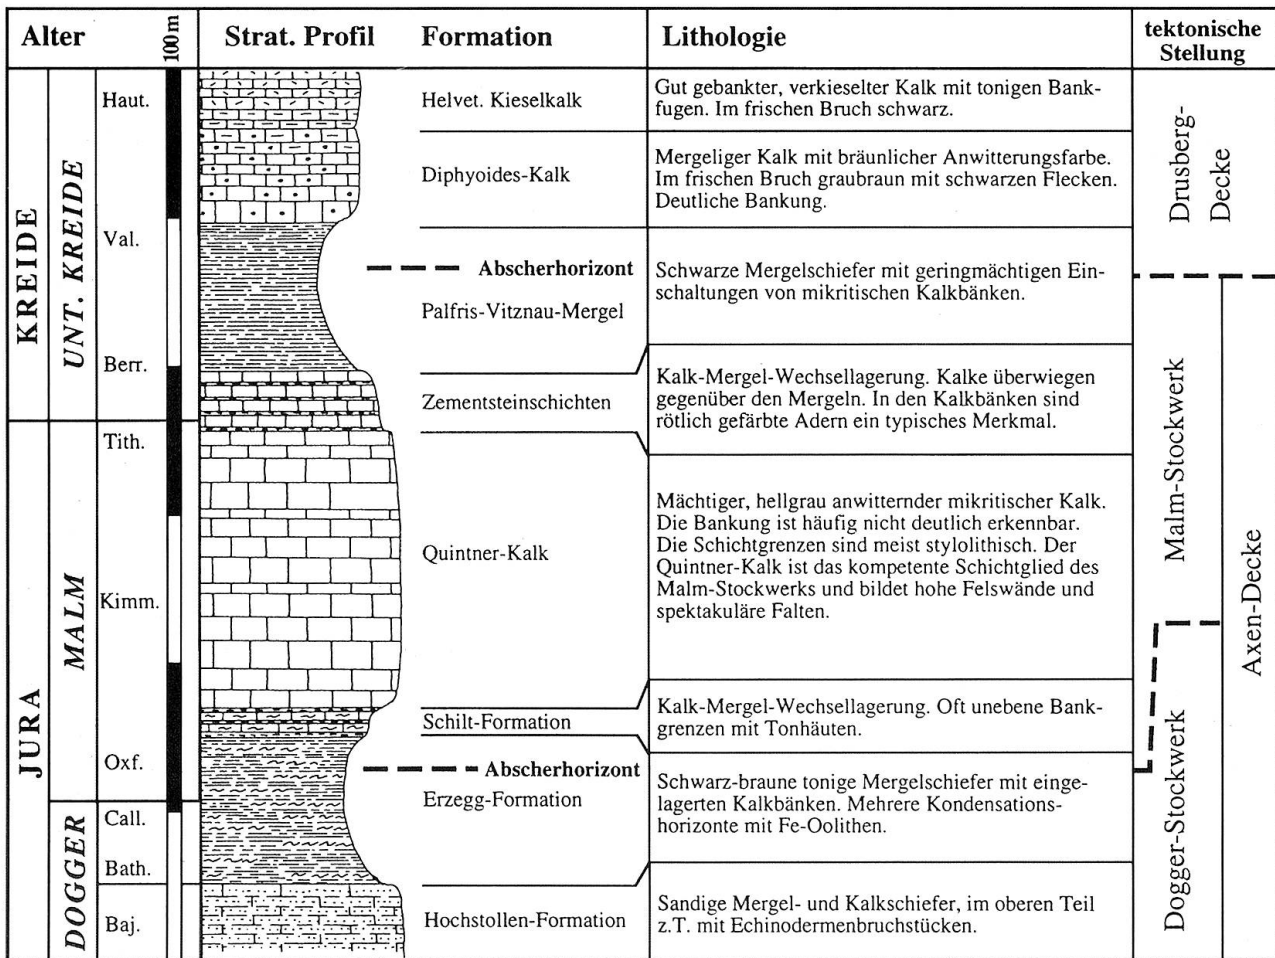 Alter
100 m
Strat. Profil
Formation
Lithologie
tektonische
Stellung
KREIDE
UNT. KREIDE
Haut.
Val.
Berr.
JURA
MALM
Tith.
Kimm.
Oxf.
DOGGER
Call.
Bath.
Baj.
Helvet. Kieselkalk
Gut gebankter, verkieselter Kalk mit tonigen Bank-
fugen. Im frischen Bruch schwarz.
Diphyoides-Kalk
Mergeliger Kalk mit bräunlicher Anwitterungsfarbe.
Im frischen Bruch graubraun mit schwarzen Flecken.
Deutliche Bankung.
Abscherhorizont
Palfris-Vitznau-Mergel
Schwarze Mergelschiefer mit geringmächtigen Ein-
schaltungen von mikritischen Kalkbänken.
Zementsteinschichten
Kalk-Mergel-Wechsellagerung. Kalke überwiegen
gegenüber den Mergeln. In den Kalkbänken sind
rötlich gefärbte Adern ein typisches Merkmal.
Quintner-Kalk
Mächtiger, hellgrau anwitternder mikritischer Kalk.
Die Bankung ist häufig nicht deutlich erkennbar.
Die Schichtgrenzen sind meist stylolithisch. Der
Quintner-Kalk ist das kompetente Schichtglied des
Malm-Stockwerks und bildet hohe Felswände und
spektakuläre Falten.
Schilt-Formation
Kalk-Mergel-Wechsellagerung. Oft unebene Bank-
grenzen mit Tonhäuten.
Abscherhorizont
Erzegg-Formation
Schwarz-braune tonige Mergelschiefer mit einge-
lagerten Kalkbänken. Mehrere Kondensations-
horizonte mit Fe-Oolithen.
Hochstollen-Formation
Sandige Mergel- und Kalkschiefer, im oberen Teil
z.T. mit Echinodermenbruchstücken.
Drusberg-
Decke
Malm-Stockwerk
Dogger-Stockwerk
Axen-Decke